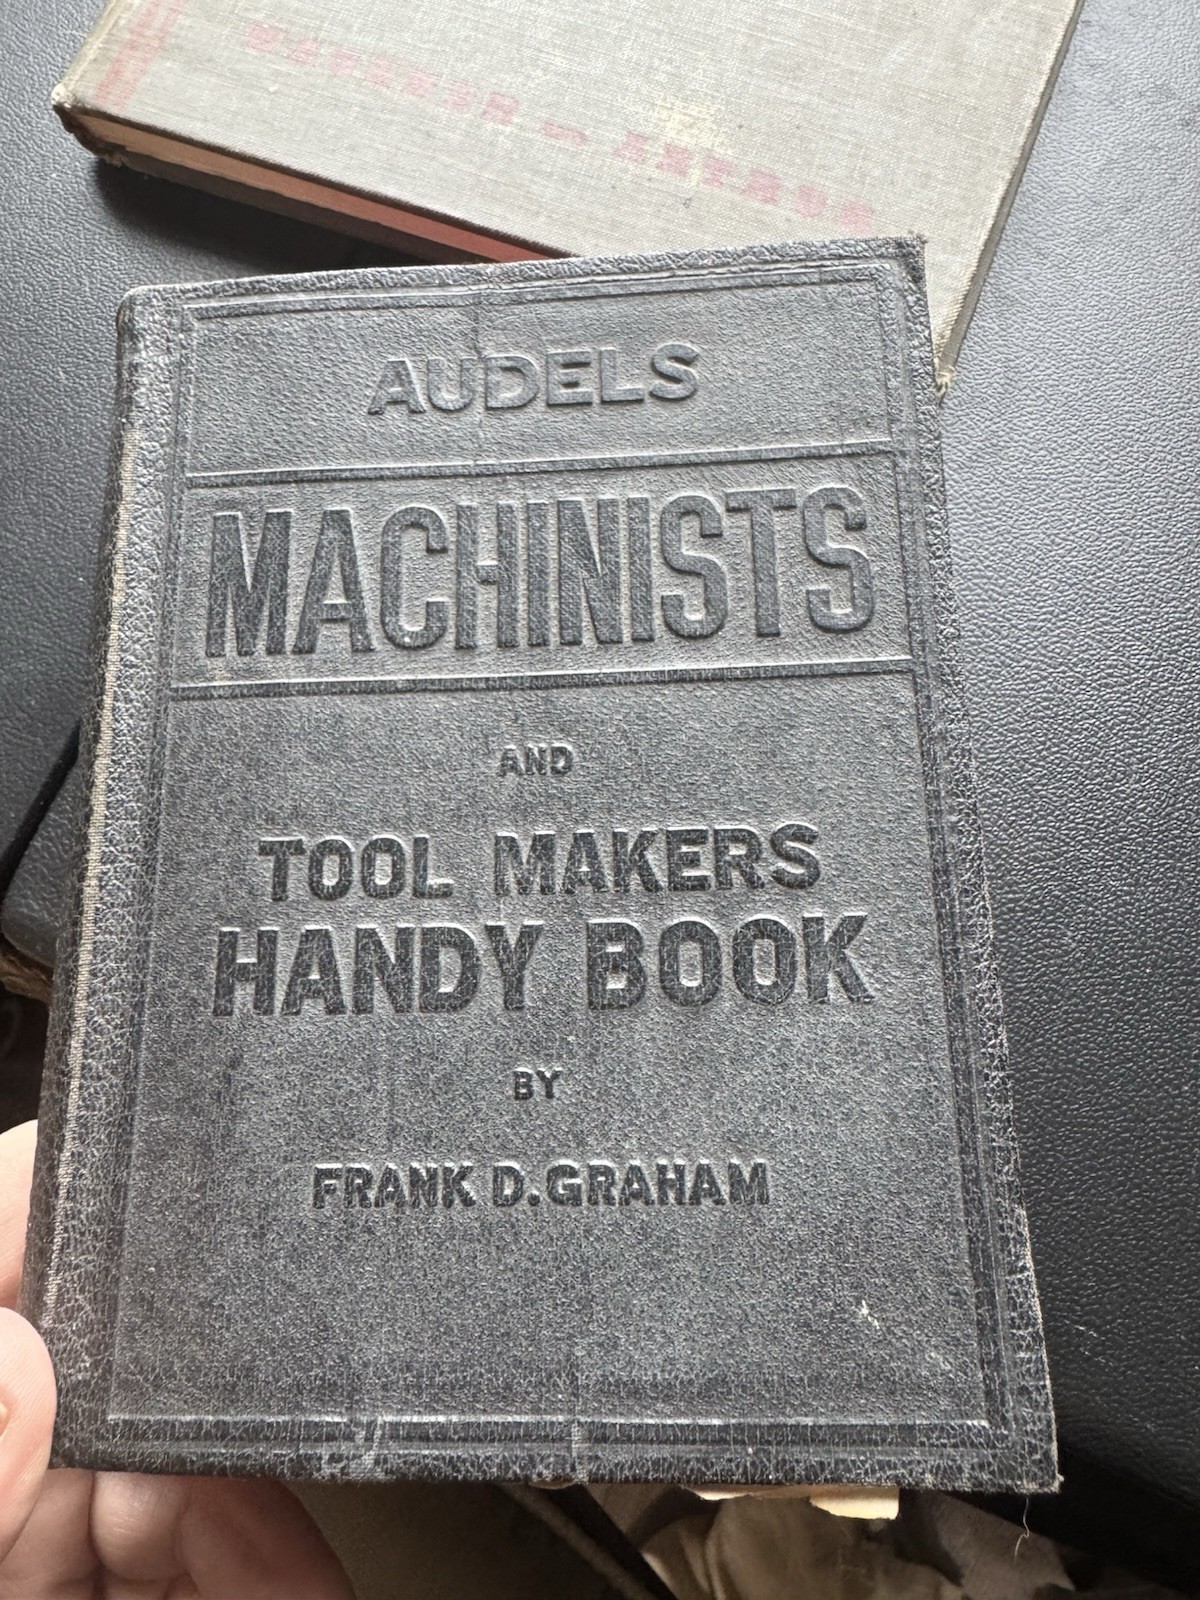 AUDELS
MACHINISTS
AND
TOOL MAKERS
HANDY BOOK
BY
FRANK D. GRAHAM